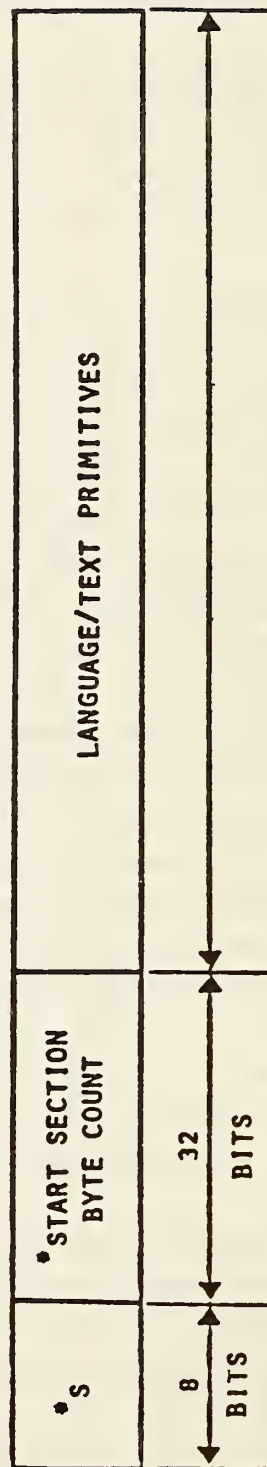 *S
*START SECTION
BYTE COUNT
LANGUAGE/TEXT PRIMITIVES
8
BITS
32
BITS